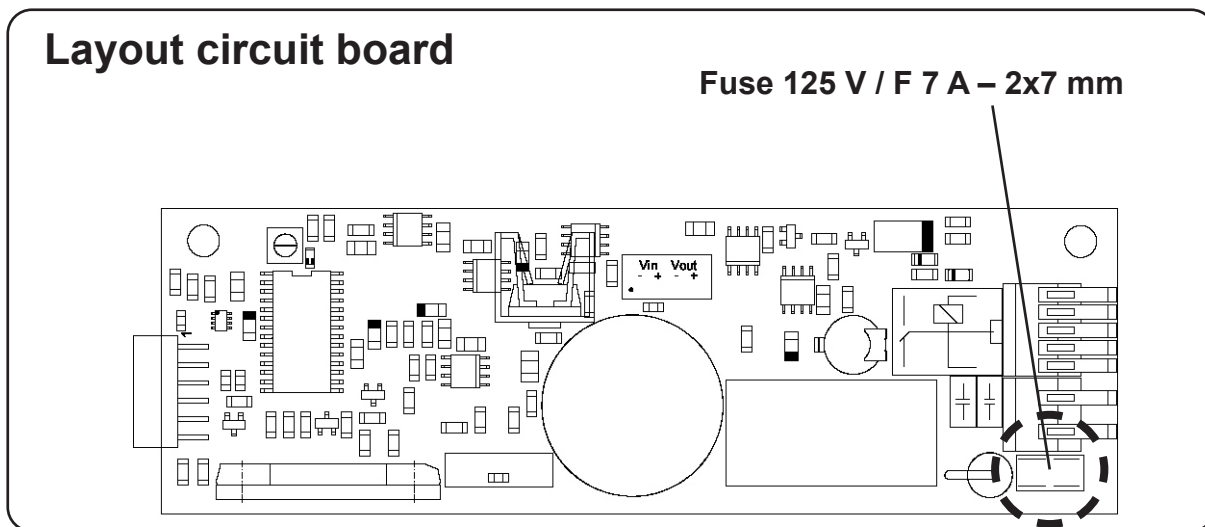 Layout circuit board
Fuse 125 V / F 7 A – 2x7 mm
Vin Vout
- + - +